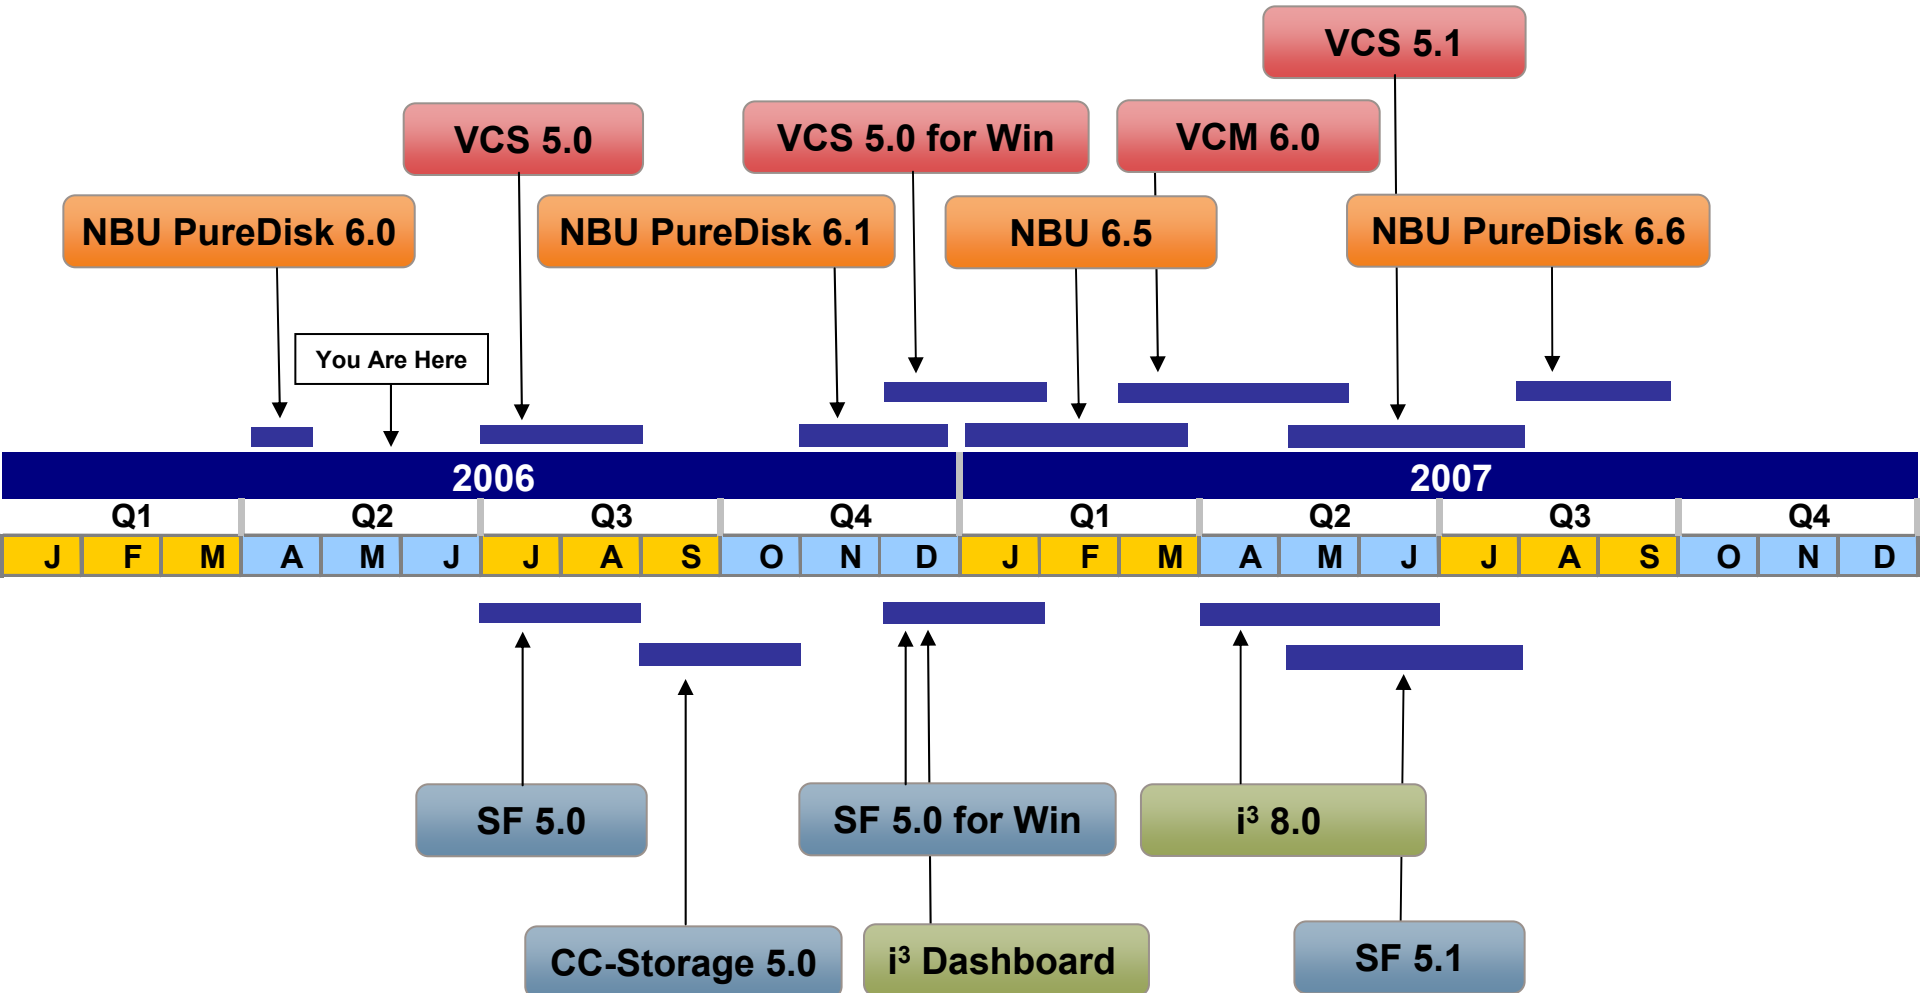 VCS 5.1
VCS 5.0
VCS 5.0 for Win
VCM 6.0
NBU PureDisk 6.0
NBU PureDisk 6.1
NBU 6.5
NBU PureDisk 6.6
You Are Here
2006 2007
Q1 Q2 Q3 Q4 Q1 Q2 Q3 Q4
J F M A M J J A S O N D J F M A M J J A S O N D
SF 5.0
SF 5.0 for Win
i³ 8.0
CC-Storage 5.0
i³ Dashboard
SF 5.1